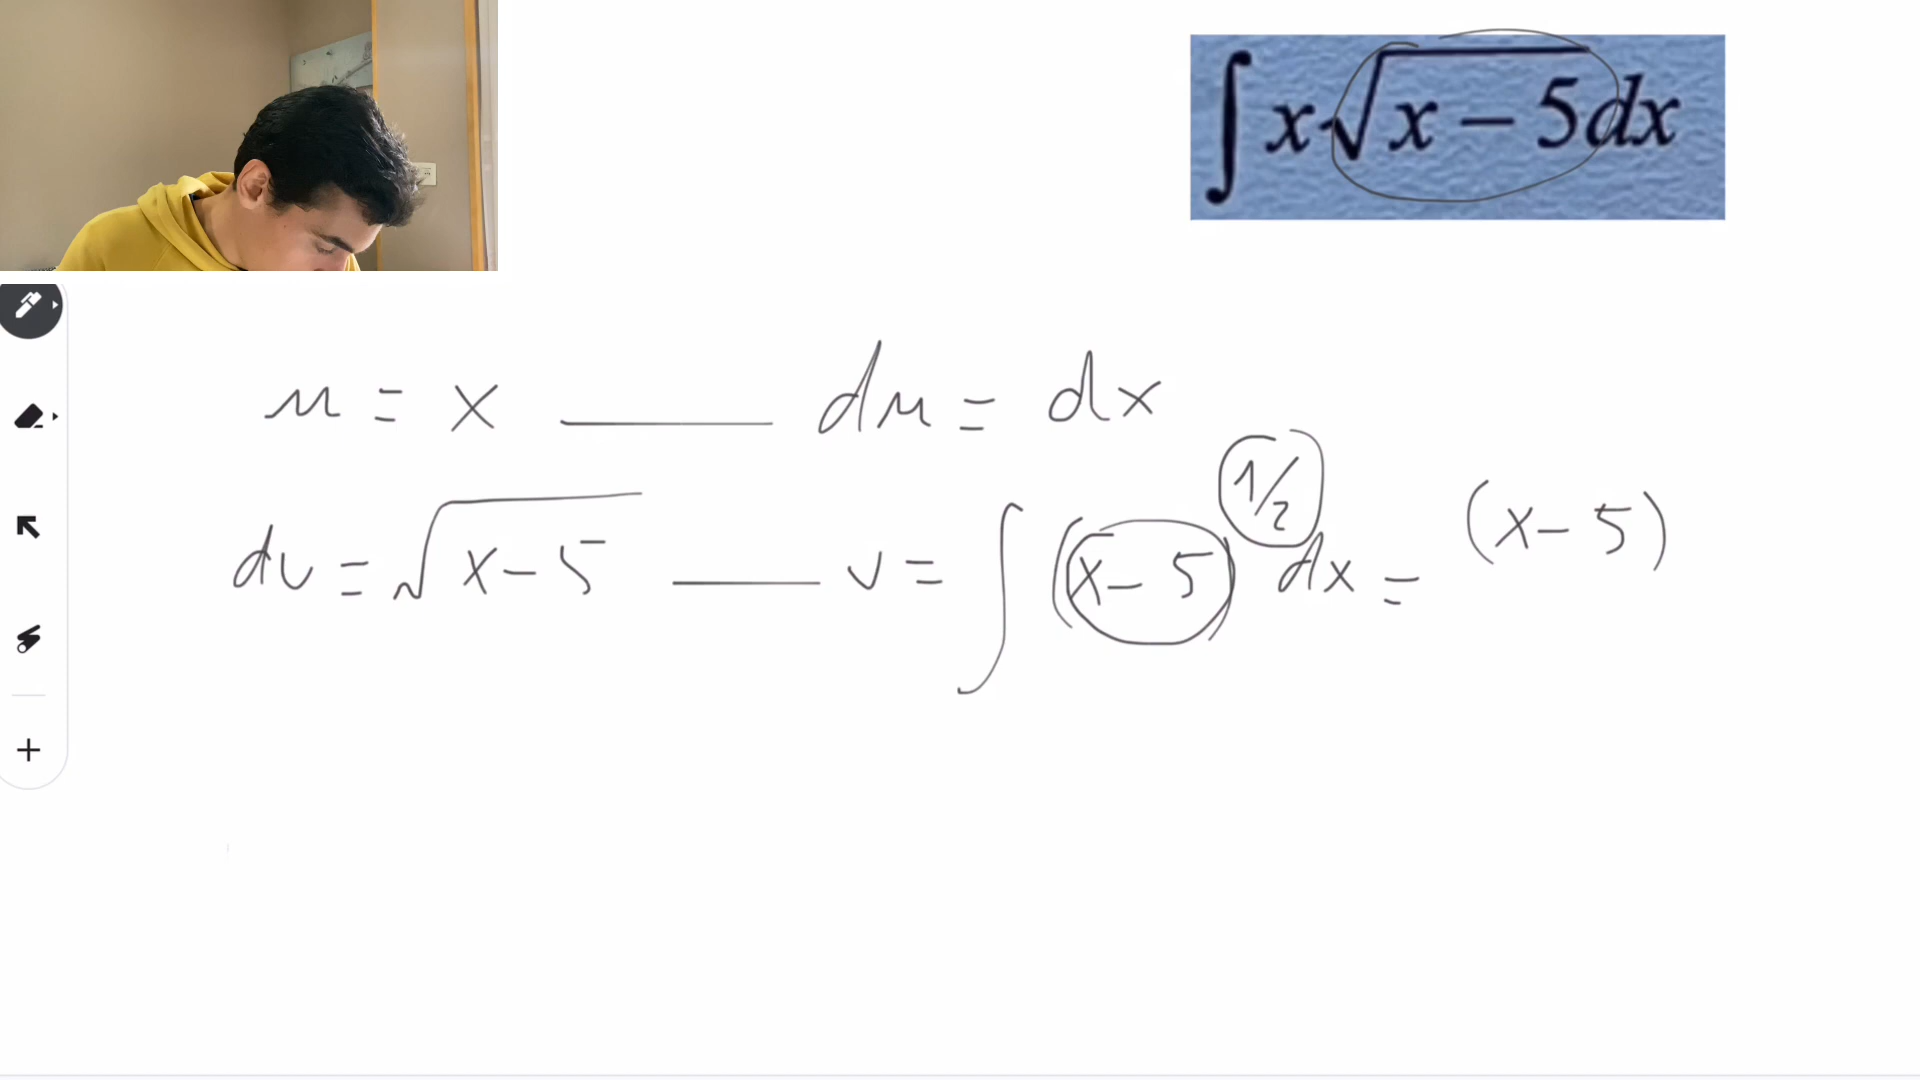 ∫ x√(x − 5)dx
u = x ——— du = dx
dv = √(x − 5) —— v = ∫ (x − 5)^(1/2) dx = (x − 5)